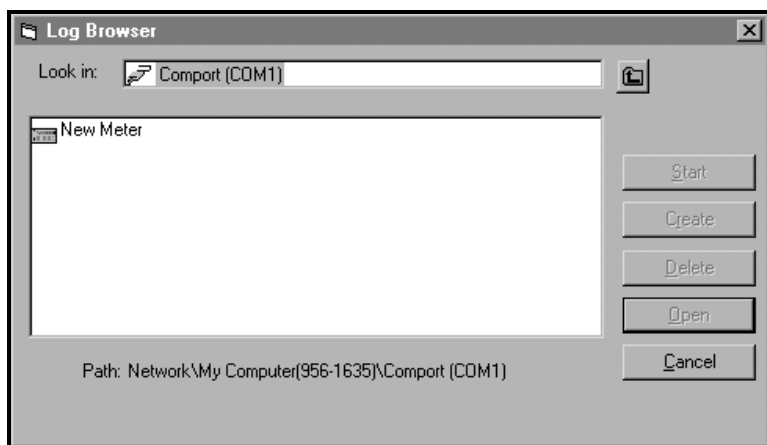 Log Browser
Look in: Comport (COM1)
New Meter
Start
Create
Delete
Open
Cancel
Path: Network\My Computer(956-1635)\Comport (COM1)